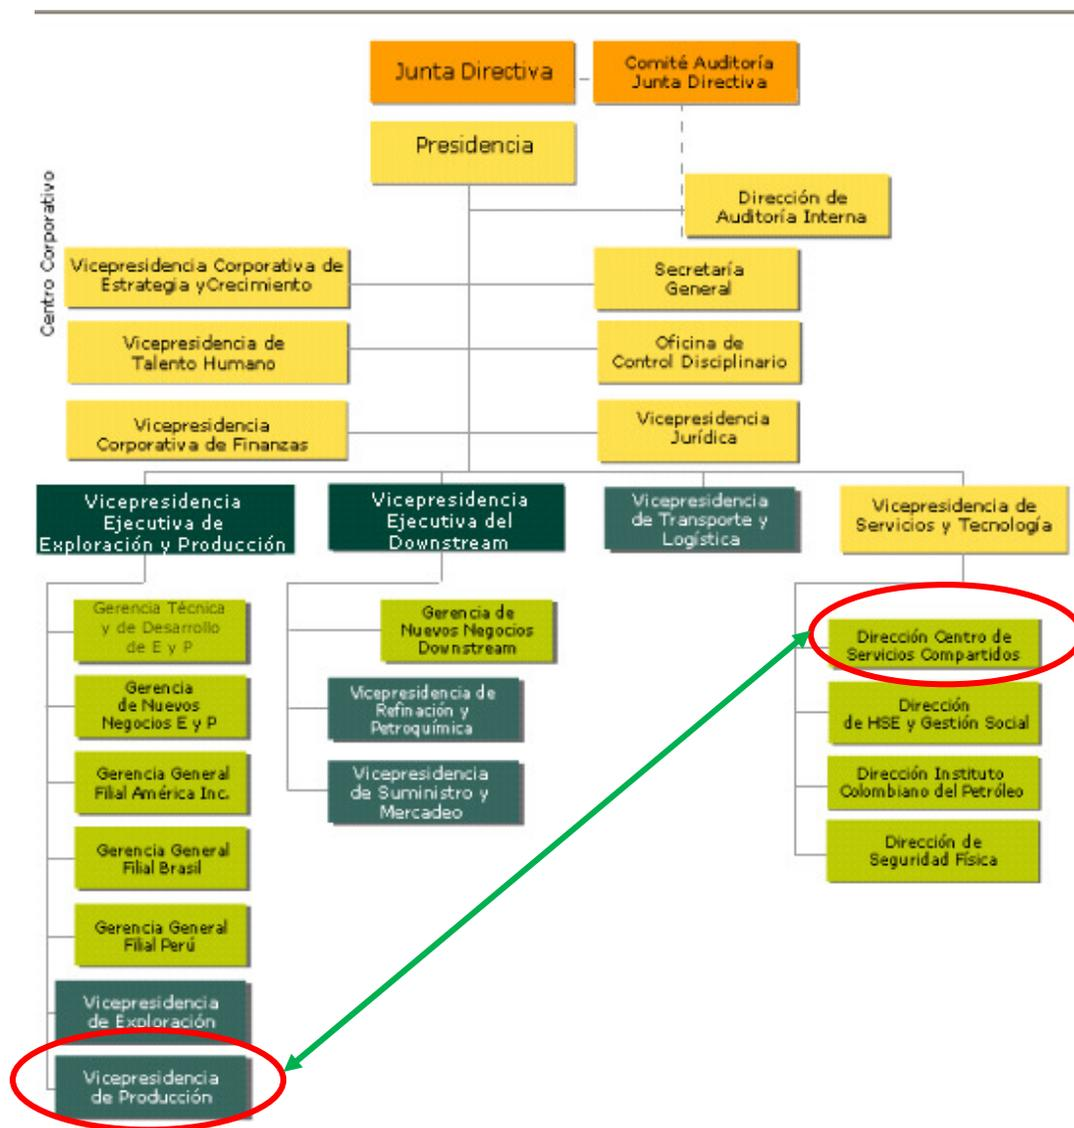 Junta Directiva
Comité Auditoría
Junta Directiva
Presidencia
Dirección de
Auditoría Interna
Centro Corporativo
Vicepresidencia Corporativa de
Estrategia yCrecimiento
Secretaría
General
Vicepresidencia de
Talento Humano
Oficina de
Control Disciplinario
Vicepresidencia
Corporativa de Finanzas
Vicepresidencia
Jurídica
Vicepresidencia
Ejecutiva de
Exploración y Producción
Vicepresidencia
Ejecutiva del
Downstream
Vicepresidencia
de Transporte y
Logística
Vicepresidencia de
Servicios y Tecnología
Gerencia Técnica
y de Desarrollo
de E y P
Gerencia
de Nuevos
Negocios E y P
Gerencia General
Filial América Inc.
Gerencia General
Filial Brasil
Gerencia General
Filial Perú
Vicepresidencia
de Exploración
Vicepresidencia
de Producción
Gerencia de
Nuevos Negocios
Downstream
Vicepresidencia de
Refinación y
Petroquímica
Vicepresidencia
de Suministro y
Mercadeo
Dirección Centro de
Servicios Compartidos
Dirección
de HSE y Gestión Social
Dirección Instituto
Colombiano del Petróleo
Dirección de
Seguridad Física